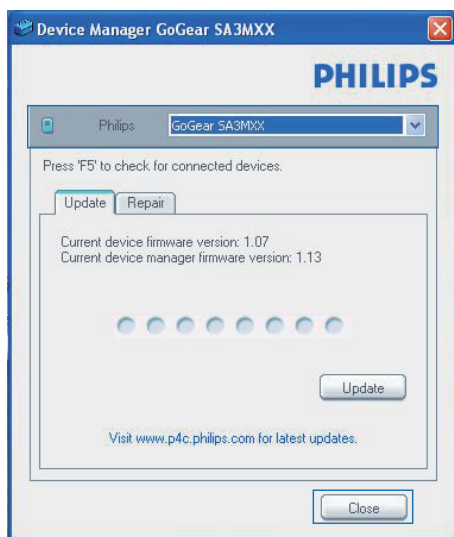 Device Manager GoGear SA3MXX
PHILIPS
Philips GoGear SA3MXX
Press 'F5' to check for connected devices.
Update Repair
Current device firmware version: 1.07
Current device manager firmware version: 1.13
Update
Visit www.p4c.philips.com for latest updates.
Close